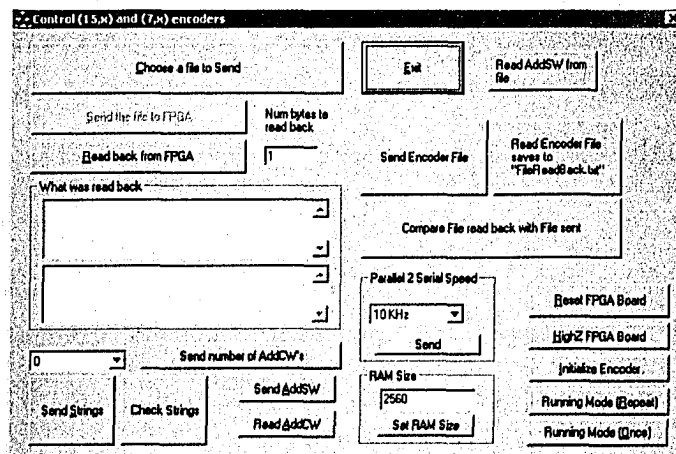 Control (15,x) and (7,x) encoders
Choose a file to Send
Exit
Read AddSW from
file
Send the file to FPGA
Num bytes to
read back
Read back from FPGA
1
Send Encoder File
Read Encoder File
saves to
"FileReadBack.txt"
What was read back
Compare File read back with File sent
Parallel 2 Serial Speed
10 KHz
Send
Reset FPGA Board
HighZ FPGA Board
0
Send number of AddCW's
Initialize Encoder
Send Strings
Check Strings
Send AddSW
Read AddCW
RAM Size
2560
Set RAM Size
Running Mode (Repeat)
Running Mode (Once)